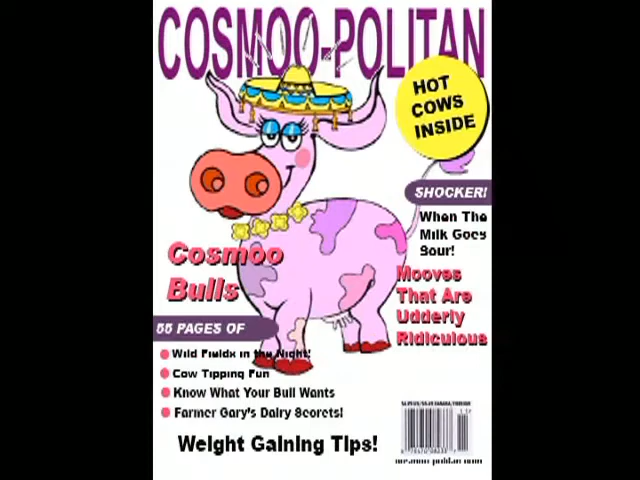 COSMOO-POLITAN
HOT
COWS
INSIDE
SHOCKER!
When The
Milk Goes
Sour!
Cosmoo
Bulls
Mooves
That Are
Udderly
Ridiculous
55 PAGES OF
Wild Fieldx in the Night!
Cow Tipping Fun
Know What Your Bull Wants
Farmer Gary's Dairy Secrets!
Weight Gaining Tips!